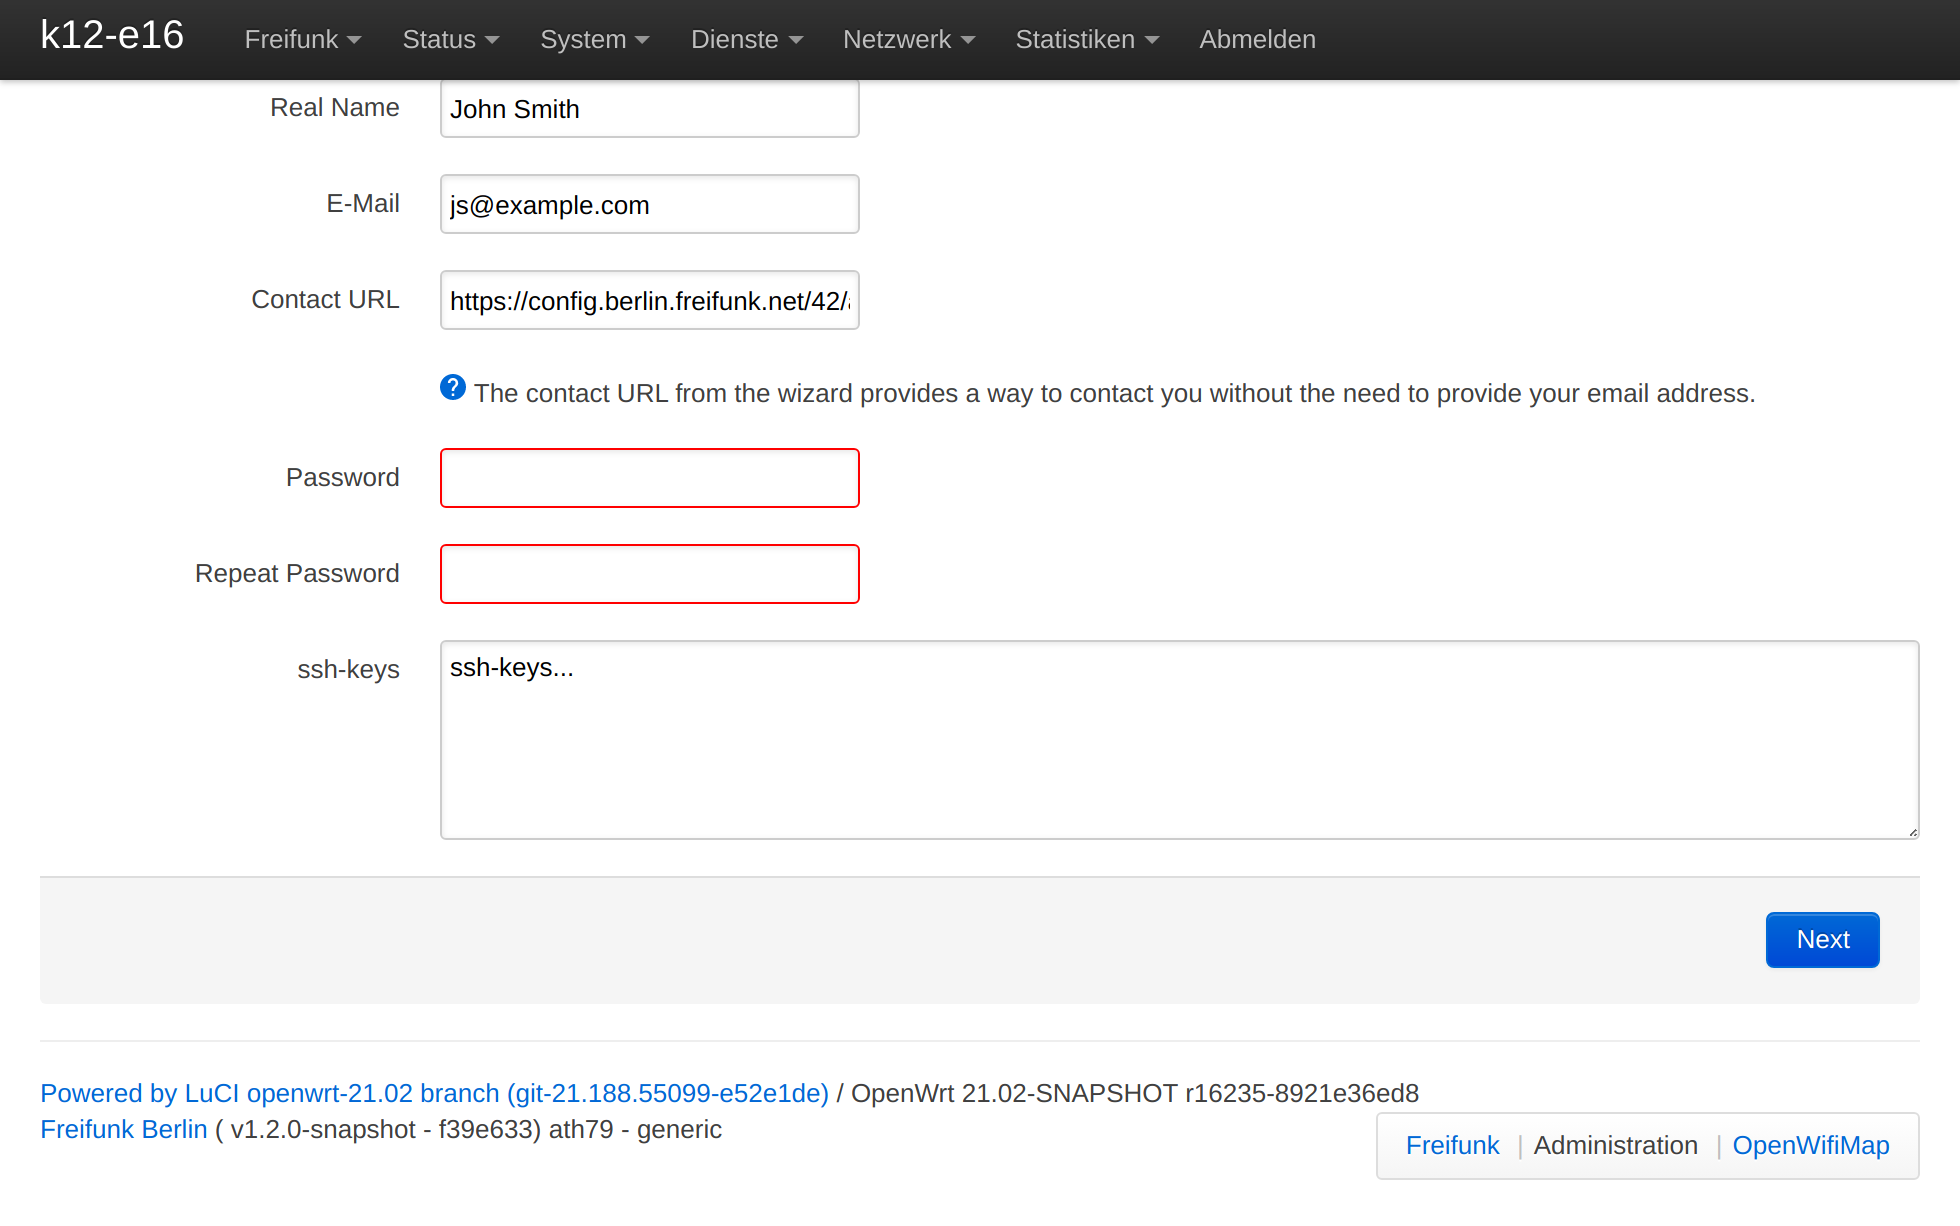 k12-e16 Freifunk Status System Dienste Netzwerk Statistiken Abmelden
Real Name John Smith
E-Mail js@example.com
Contact URL https://config.berlin.freifunk.net/42/
? The contact URL from the wizard provides a way to contact you without the need to provide your email address.
Password
Repeat Password
ssh-keys ssh-keys...
Next
Powered by LuCI openwrt-21.02 branch (git-21.188.55099-e52e1de) / OpenWrt 21.02-SNAPSHOT r16235-8921e36ed8
Freifunk Berlin ( v1.2.0-snapshot - f39e633) ath79 - generic
Freifunk | Administration | OpenWifiMap